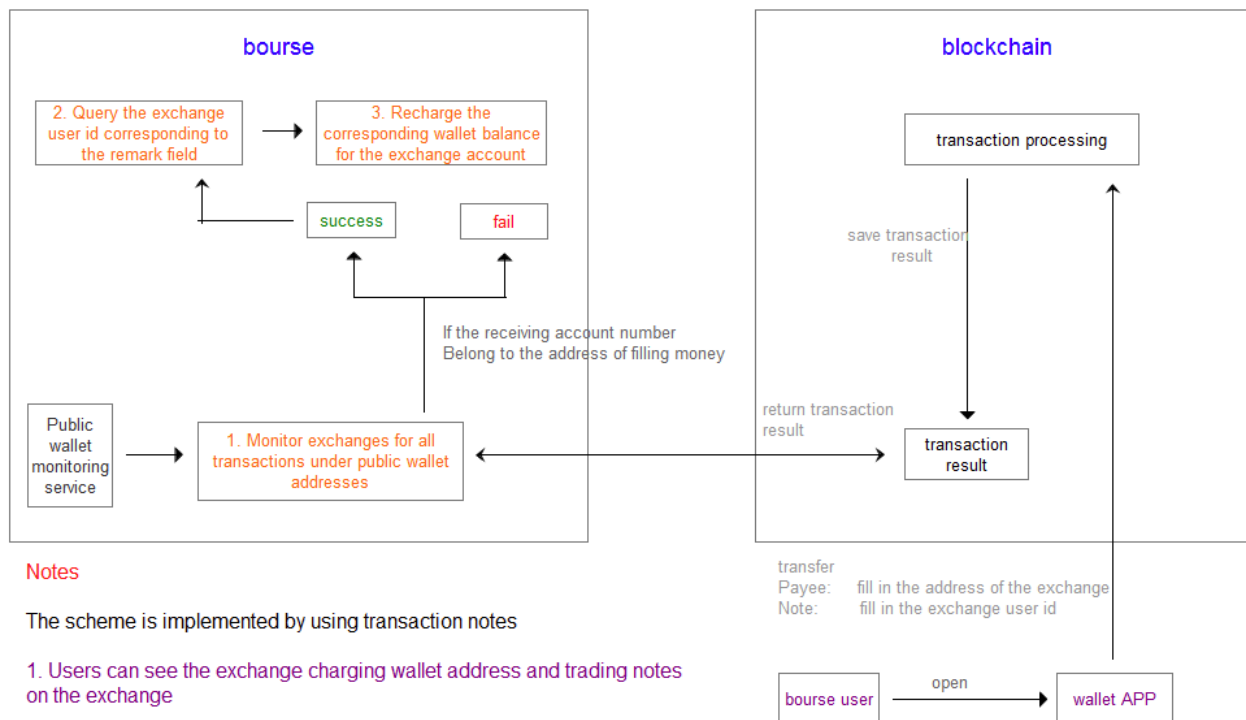 bourse
2. Query the exchange
user id corresponding to
the remark field
3. Recharge the
corresponding wallet balance
for the exchange account
success
fail
If the receiving account number
Belong to the address of filling money
Public
wallet
monitoring
service
1. Monitor exchanges for all
transactions under public wallet
addresses
blockchain
transaction processing
save transaction
result
return transaction
result
transaction
result
transfer
Payee: fill in the address of the exchange
Note: fill in the exchange user id
bourse user
open
wallet APP
Notes
The scheme is implemented by using transaction notes
1. Users can see the exchange charging wallet address and trading notes
on the exchange